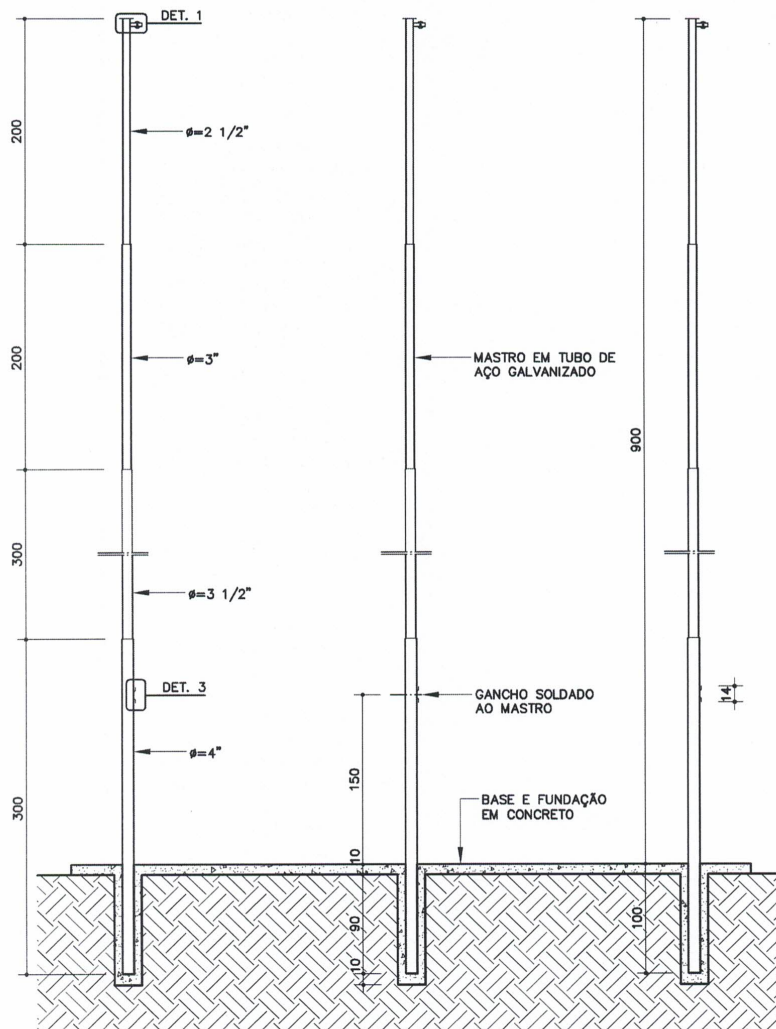 DET. 1
200
ø=2 1/2"
200
ø=3"
MASTRO EM TUBO DE
AÇO GALVANIZADO
900
300
ø=3 1/2"
DET. 3
GANCHO SOLDADO
AO MASTRO
14
ø=4"
300
150
BASE E FUNDAÇÃO
EM CONCRETO
10
90
100
10